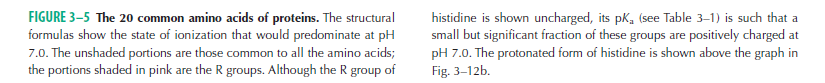 FIGURE 3–5 The 20 common amino acids of proteins. The structural
formulas show the state of ionization that would predominate at pH
7.0. The unshaded portions are those common to all the amino acids;
the portions shaded in pink are the R groups. Although the R group of
histidine is shown uncharged, its pKₐ (see Table 3–1) is such that a
small but significant fraction of these groups are positively charged at
pH 7.0. The protonated form of histidine is shown above the graph in
Fig. 3–12b.